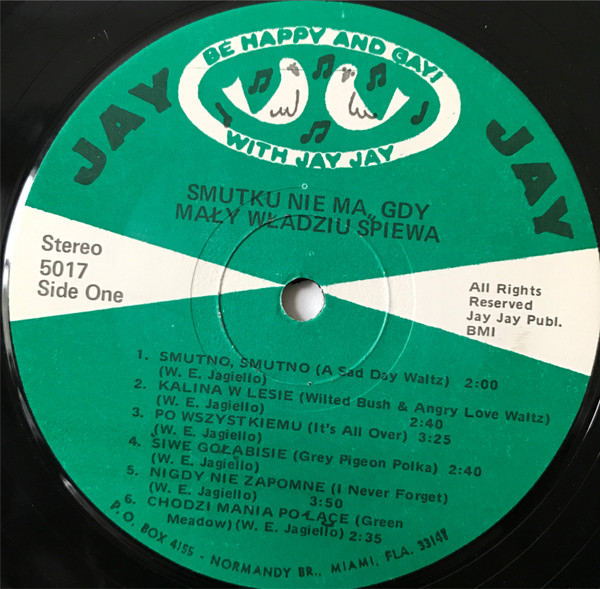 BE HAPPY AND GAY!
WITH JAY JAY
JAY JAY
SMUTKU NIE MA, GDY
MAŁY WŁADZIU ŚPIEWA
Stereo
5017
Side One
All Rights
Reserved
Jay Jay Publ.
BMI
1. SMUTNO, SMUTNO (A Sad Day Waltz) 2:00
(W. E. Jagiello)
2. KALINA W LESIE (Wilted Bush & Angry Love Waltz)
(W. E. Jagiello) 2:40
3. PO WSZYSTKIEMU (It's All Over) 3:25
(W. E. Jagiello)
4. SIWE GOŁABISIE (Grey Pigeon Polka) 2:40
(W. E. Jagiello)
5. NIGDY NIE ZAPOMNE (I Never Forget)
(W. E. Jagiello) 3:50
6. CHODZI MANIA PO ŁĄCE (Green
Meadow) (W. E. Jagiello) 2:35
P. O. BOX 4155 - NORMANDY BR., MIAMI, FLA. 33141